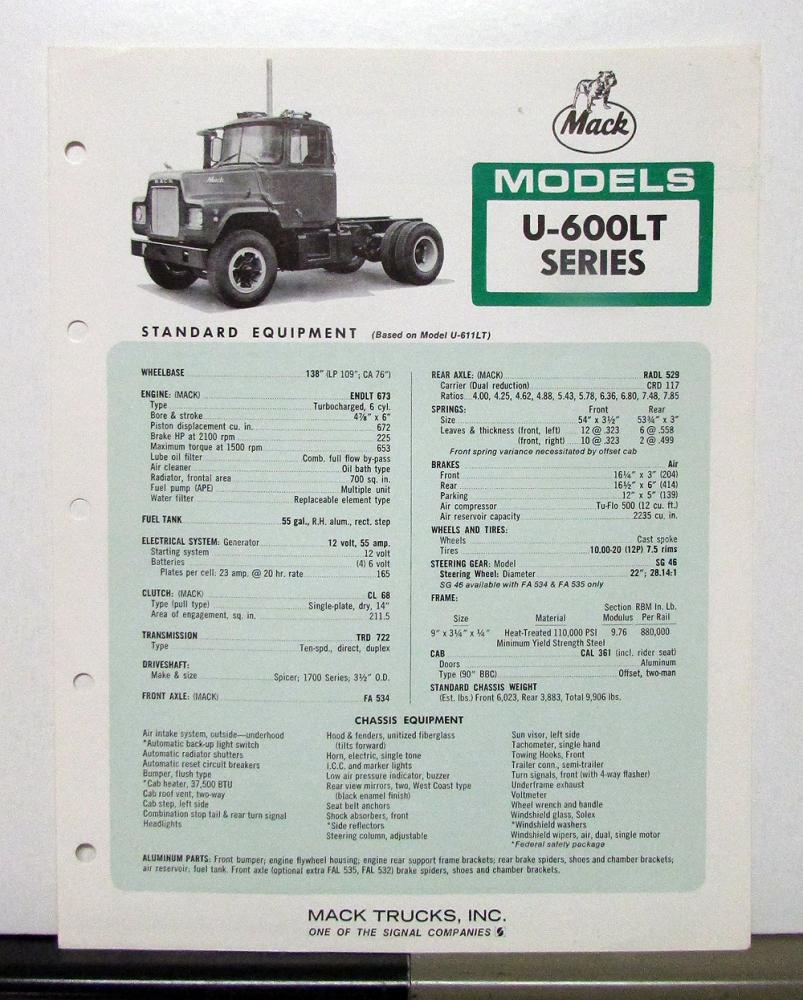 Mack
MODELS
U-600LT
SERIES
MACK
Mack
STANDARD EQUIPMENT (Based on Model U-611LT)
WHEELBASE 138" (LP 109"; CA 76")
ENGINE: (MACK) ENDLT 673
Type Turbocharged, 6 cyl.
Bore & stroke 4⅞" x 6"
Piston displacement cu. in. 672
Brake HP at 2100 rpm 225
Maximum torque at 1500 rpm 653
Lube oil filter Comb. full flow by-pass
Air cleaner Oil bath type
Radiator, frontal area 700 sq. in.
Fuel pump (APE) Multiple unit
Water filter Replaceable element type
FUEL TANK 55 gal., R.H. alum., rect. step
ELECTRICAL SYSTEM: Generator 12 volt, 55 amp.
Starting system 12 volt
Batteries (4) 6 volt
Plates per cell: 23 amp. @ 20 hr. rate 165
CLUTCH: (MACK) CL 68
Type (pull type) Single-plate, dry, 14"
Area of engagement, sq. in. 211.5
TRANSMISSION TRD 722
Type Ten-spd., direct, duplex
DRIVESHAFT:
Make & size Spicer; 1700 Series; 3½" O.D.
FRONT AXLE: (MACK) FA 534
REAR AXLE: (MACK) RADL 529
Carrier (Dual reduction) CRD 117
Ratios 4.00, 4.25, 4.62, 4.88, 5.43, 5.78, 6.36, 6.80, 7.48, 7.85
SPRINGS: Front Rear
Size 54" x 3½" 53¾" x 3"
Leaves & thickness (front, left) 12 @ .323 6 @ .558
(front, right) 10 @ .323 2 @ .499
Front spring variance necessitated by offset cab
BRAKES Air
Front 16¼" x 3" (204)
Rear 16½" x 6" (414)
Parking 12" x 5" (139)
Air compressor Tu-Flo 500 (12 cu. ft.)
Air reservoir capacity 2235 cu. in.
WHEELS AND TIRES:
Wheels Cast spoke
Tires 10.00-20 (12P) 7.5 rims
STEERING GEAR: Model SG 46
Steering Wheel: Diameter 22"; 28.14:1
SG 46 available with FA 534 & FA 535 only
FRAME:
Section RBM In. Lb.
Size Material Modulus Per Rail
9" x 3¼" x ¼" Heat-Treated 110,000 PSI 9.76 880,000
Minimum Yield Strength Steel
CAB CAL 361 (incl. rider seat)
Doors Aluminum
Type (90" BBC) Offset, two-man
STANDARD CHASSIS WEIGHT
(Est. lbs.) Front 6,023, Rear 3,883, Total 9,906 lbs.
CHASSIS EQUIPMENT
Air intake system, outside—underhood
*Automatic back-up light switch
Automatic radiator shutters
Automatic reset circuit breakers
Bumper, flush type
*Cab heater, 37,500 BTU
Cab roof vent, two-way
Cab step, left side
Combination stop tail & rear turn signal
Headlights
Hood & fenders, unitized fiberglass
(tilts forward)
Horn, electric, single tone
I.C.C. and marker lights
Low air pressure indicator, buzzer
Rear view mirrors, two, West Coast type
(black enamel finish)
Seat belt anchors
Shock absorbers, front
*Side reflectors
Steering column, adjustable
Sun visor, left side
Tachometer, single hand
Towing Hooks, Front
Trailer conn., semi-trailer
Turn signals, front (with 4-way flasher)
Underframe exhaust
Voltmeter
Wheel wrench and handle
Windshield glass, Solex
*Windshield washers
Windshield wipers, air, dual, single motor
*Federal safety package
ALUMINUM PARTS: Front bumper; engine flywheel housing; engine rear support frame brackets; rear brake spiders, shoes and chamber brackets;
air reservoir; fuel tank. Front axle (optional extra FAL 535, FAL 532) brake spiders, shoes and chamber brackets.
MACK TRUCKS, INC.
ONE OF THE SIGNAL COMPANIES